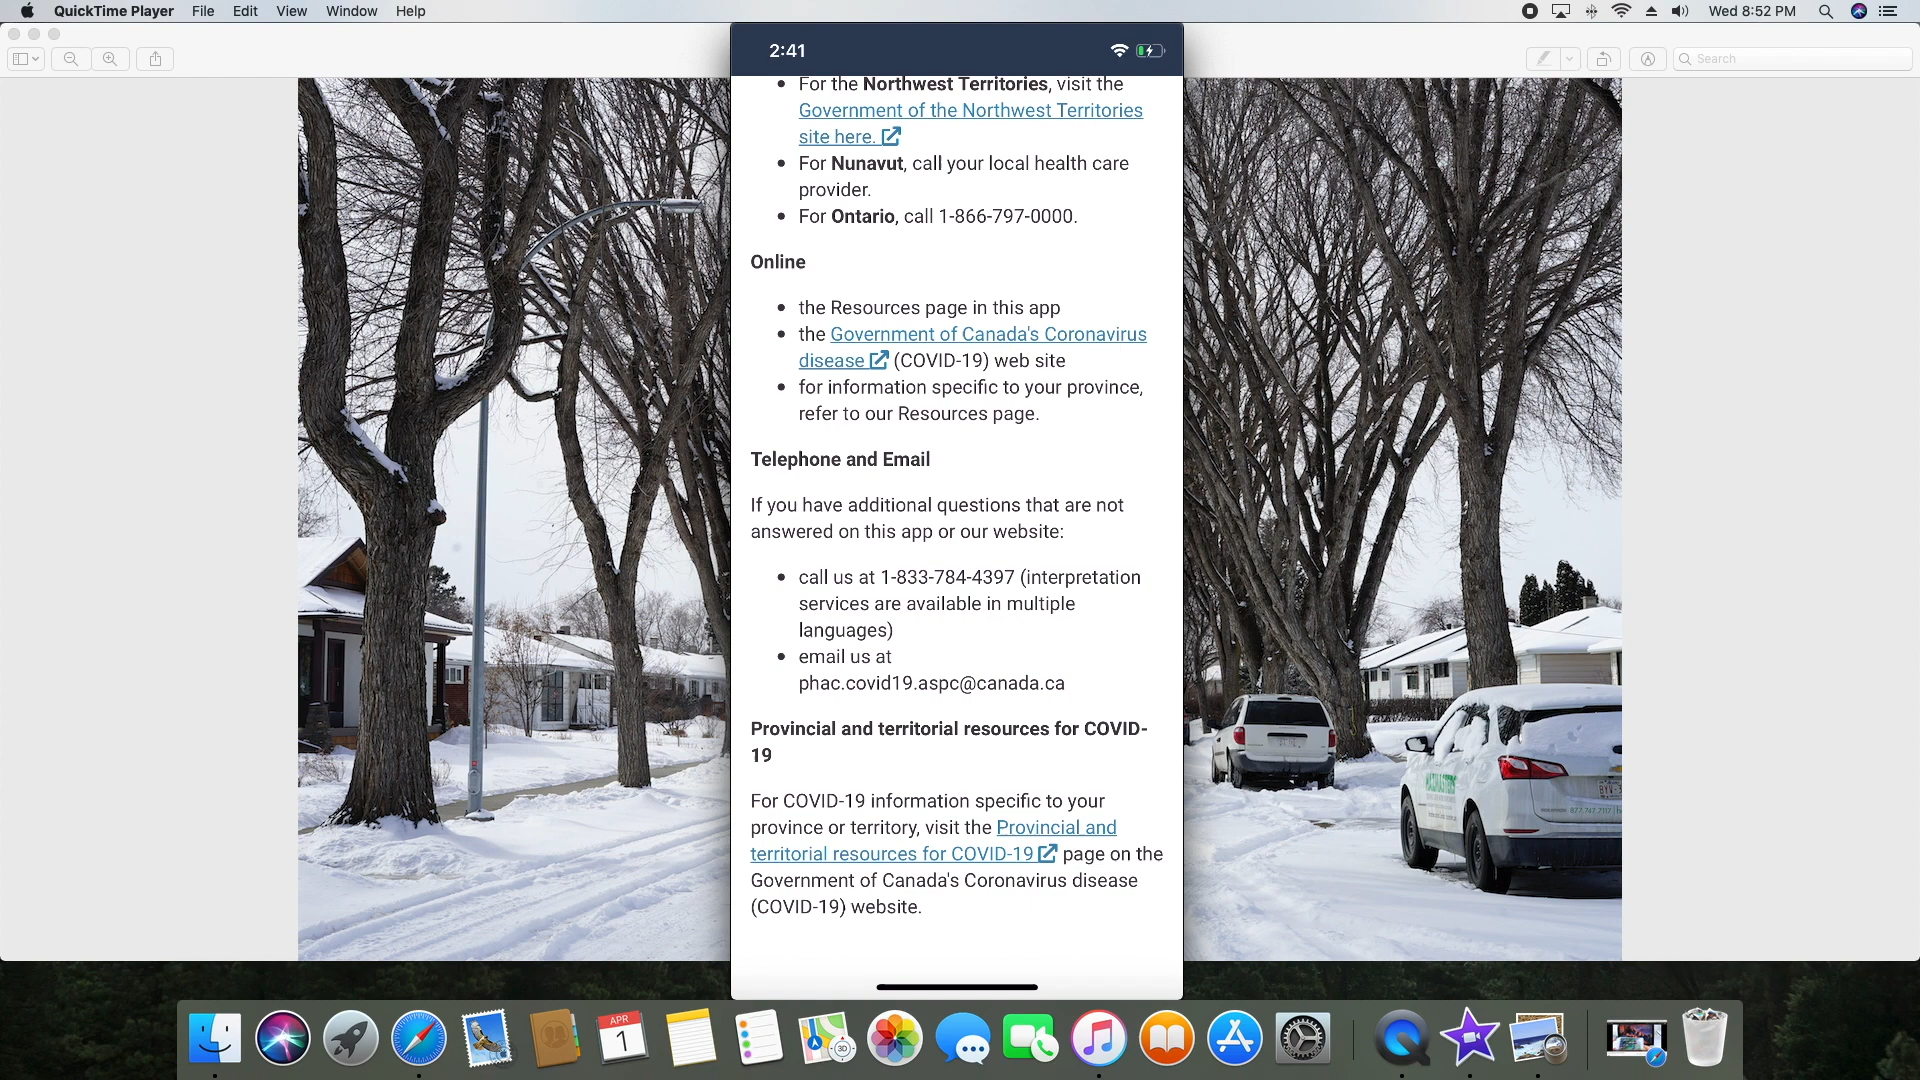 QuickTime Player File Edit View Window Help Wed 8:52 PM
Search
2:41
For the Northwest Territories, visit the
Government of the Northwest Territories
site here.
For Nunavut, call your local health care
provider.
For Ontario, call 1-866-797-0000.
Online
the Resources page in this app
the Government of Canada's Coronavirus
disease (COVID-19) web site
for information specific to your province,
refer to our Resources page.
Telephone and Email
If you have additional questions that are not
answered on this app or our website:
call us at 1-833-784-4397 (interpretation
services are available in multiple
languages)
email us at
phac.covid19.aspc@canada.ca
Provincial and territorial resources for COVID-
19
For COVID-19 information specific to your
province or territory, visit the Provincial and
territorial resources for COVID-19 page on the
Government of Canada's Coronavirus disease
(COVID-19) website.
877.747.7117
APR
1
3D